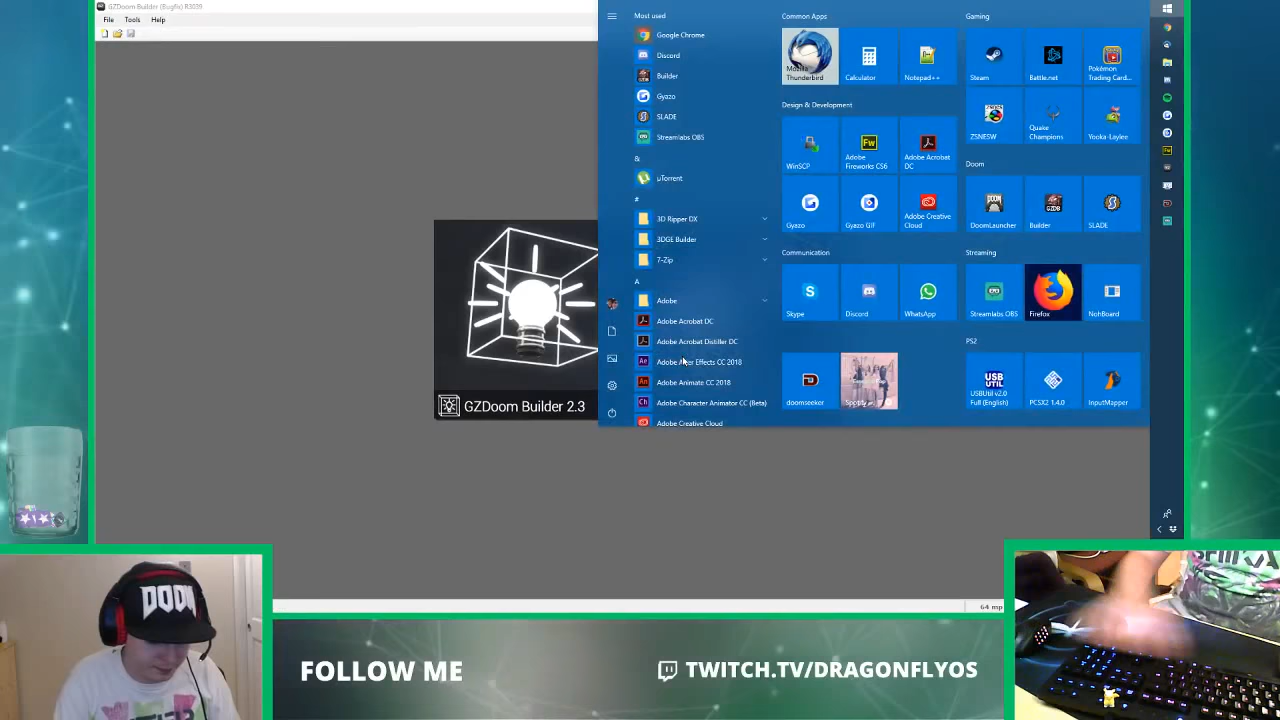 GZDoom Builder (Bugfix) R3039
File Tools Help
GZDoom Builder 2.3
64 mp
Most used
Google Chrome
Discord
Builder
Gyazo
SLADE
Streamlabs OBS
&
µTorrent
#
3D Ripper DX
3DGE Builder
7-Zip
A
Adobe
Adobe Acrobat DC
Adobe Acrobat Distiller DC
Adobe After Effects CC 2018
Adobe Animate CC 2018
Adobe Character Animator CC (Beta)
Adobe Creative Cloud
Common Apps
Mozilla Thunderbird
Calculator
Notepad++
Design & Development
WinSCP
Adobe Fireworks CS6
Adobe Acrobat DC
Gyazo
Gyazo GIF
Adobe Creative Cloud
Communication
Skype
Discord
WhatsApp
doomseeker
Spotify
Gaming
Steam
Battle.net
Pokémon Trading Card...
ZSNESW
Quake Champions
Yooka-Laylee
Doom
DoomLauncher
Builder
SLADE
Streaming
Streamlabs OBS
Firefox
NohBoard
PS2
USB UTIL
USBUtil v2.0 Full (English)
PCSX2 1.4.0
InputMapper
DOOM
FOLLOW ME
TWITCH.TV/DRAGONFLYOS